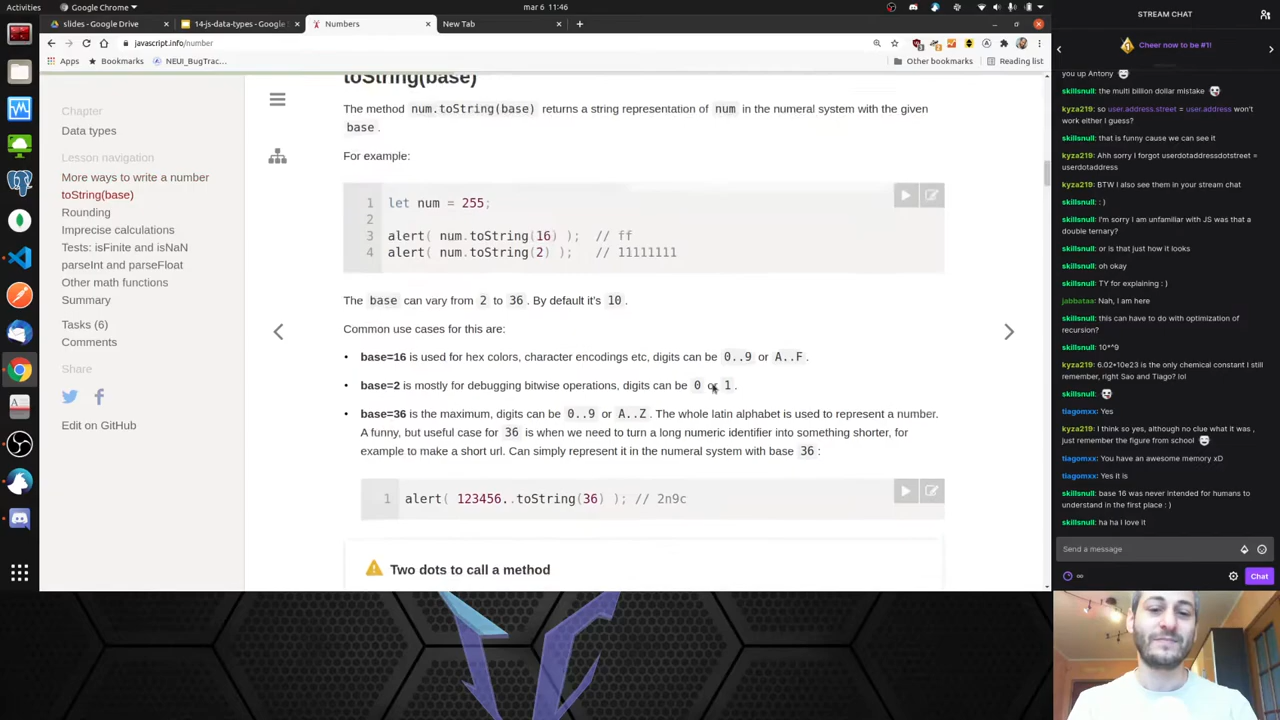 Activities
Google Chrome
mar 1 11:46
slides - Google Drive
14-js-data-types - Google
Numbers
New Tab
javascript.info/number
Apps
Bookmarks
NEUI_BugTrac...
Other bookmarks
Reading list
Chapter
Data types
Lesson navigation
More ways to write a number
toString(base)
Rounding
Imprecise calculations
Tests: isFinite and isNaN
parseInt and parseFloat
Other math functions
Summary
Tasks (6)
Comments
Share
Edit on GitHub
toString(base)
The method num.toString(base) returns a string representation of num in the numeral system with the given
base.
For example:
1 let num = 255;
2
3 alert( num.toString(16) ); // ff
4 alert( num.toString(2) ); // 11111111
The base can vary from 2 to 36. By default it's 10.
Common use cases for this are:
• base=16 is used for hex colors, character encodings etc, digits can be 0..9 or A..F.
• base=2 is mostly for debugging bitwise operations, digits can be 0 or 1.
• base=36 is the maximum, digits can be 0..9 or A..Z. The whole latin alphabet is used to represent a number.
A funny, but useful case for 36 is when we need to turn a long numeric identifier into something shorter, for
example to make a short url. Can simply represent it in the numeral system with base 36:
1 alert( 123456..toString(36) ); // 2n9c
Two dots to call a method
STREAM CHAT
Cheer now to be #1!
you up Antony
skillsnull: the multi billion dollar mistake
kyza219: so user.address.street = user.address won't
work either I guess?
skillsnull: that is funny cause we can see it
kyza219: Ahh sorry I forgot userdotaddressdotstreet =
userdotaddress
kyza219: BTW I also see them in your stream chat
skillsnull: : )
skillsnull: I'm sorry I am unfamiliar with JS was that a
double ternary?
skillsnull: or is that just how it looks
skillsnull: oh okay
skillsnull: TY for explaining : )
jabbataa: Nah, I am here
skillsnull: this can have to do with optimization of
recursion?
skillsnull: 10*^9
kyza219: 6.02*10e23 is the only chemical constant I still
remember, right Sao and Tiago? lol
skillsnull:
tiagomxx: Yes
kyza219: I think so yes, although no clue what it was ,
just remember the figure from school
tiagomxx: You have an awesome memory xD
tiagomxx: Yes it is
skillsnull: base 16 was never intended for humans to
understand in the first place : )
skillsnull: ha ha I love it
Send a message
Chat